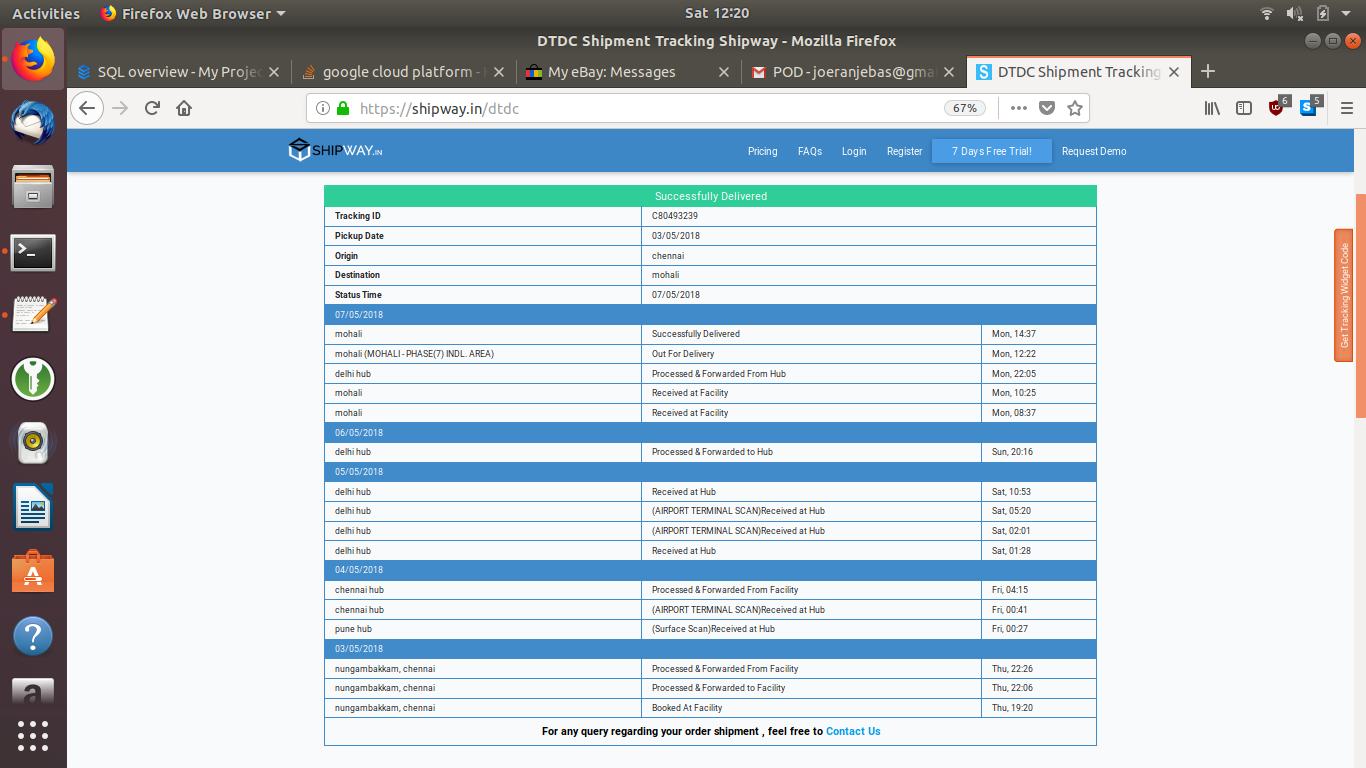 Activities Firefox Web Browser Sat 12:20
DTDC Shipment Tracking Shipway - Mozilla Firefox
SQL overview - My Projec google cloud platform - My eBay: Messages POD - joeranjebas@gma DTDC Shipment Tracking
https://shipway.in/dtdc 67% 6 5
SHIPWAY.IN Pricing FAQs Login Register 7 Days Free Trial! Request Demo
Successfully Delivered
Tracking ID C80493239
Pickup Date 03/05/2018
Origin chennai
Destination mohali
Status Time 07/05/2018
07/05/2018
mohali Successfully Delivered Mon, 14:37
mohali (MOHALI - PHASE(7) INDL. AREA) Out For Delivery Mon, 12:22
delhi hub Processed & Forwarded From Hub Mon, 22:05
mohali Received at Facility Mon, 10:25
mohali Received at Facility Mon, 08:37
06/05/2018
delhi hub Processed & Forwarded to Hub Sun, 20:16
05/05/2018
delhi hub Received at Hub Sat, 10:53
delhi hub (AIRPORT TERMINAL SCAN)Received at Hub Sat, 05:20
delhi hub (AIRPORT TERMINAL SCAN)Received at Hub Sat, 02:01
delhi hub Received at Hub Sat, 01:28
04/05/2018
chennai hub Processed & Forwarded From Facility Fri, 04:15
chennai hub (AIRPORT TERMINAL SCAN)Received at Hub Fri, 00:41
pune hub (Surface Scan)Received at Hub Fri, 00:27
03/05/2018
nungambakkam, chennai Processed & Forwarded From Facility Thu, 22:26
nungambakkam, chennai Processed & Forwarded to Facility Thu, 22:06
nungambakkam, chennai Booked At Facility Thu, 19:20
For any query regarding your order shipment , feel free to Contact Us
Get Tracking Widget Code